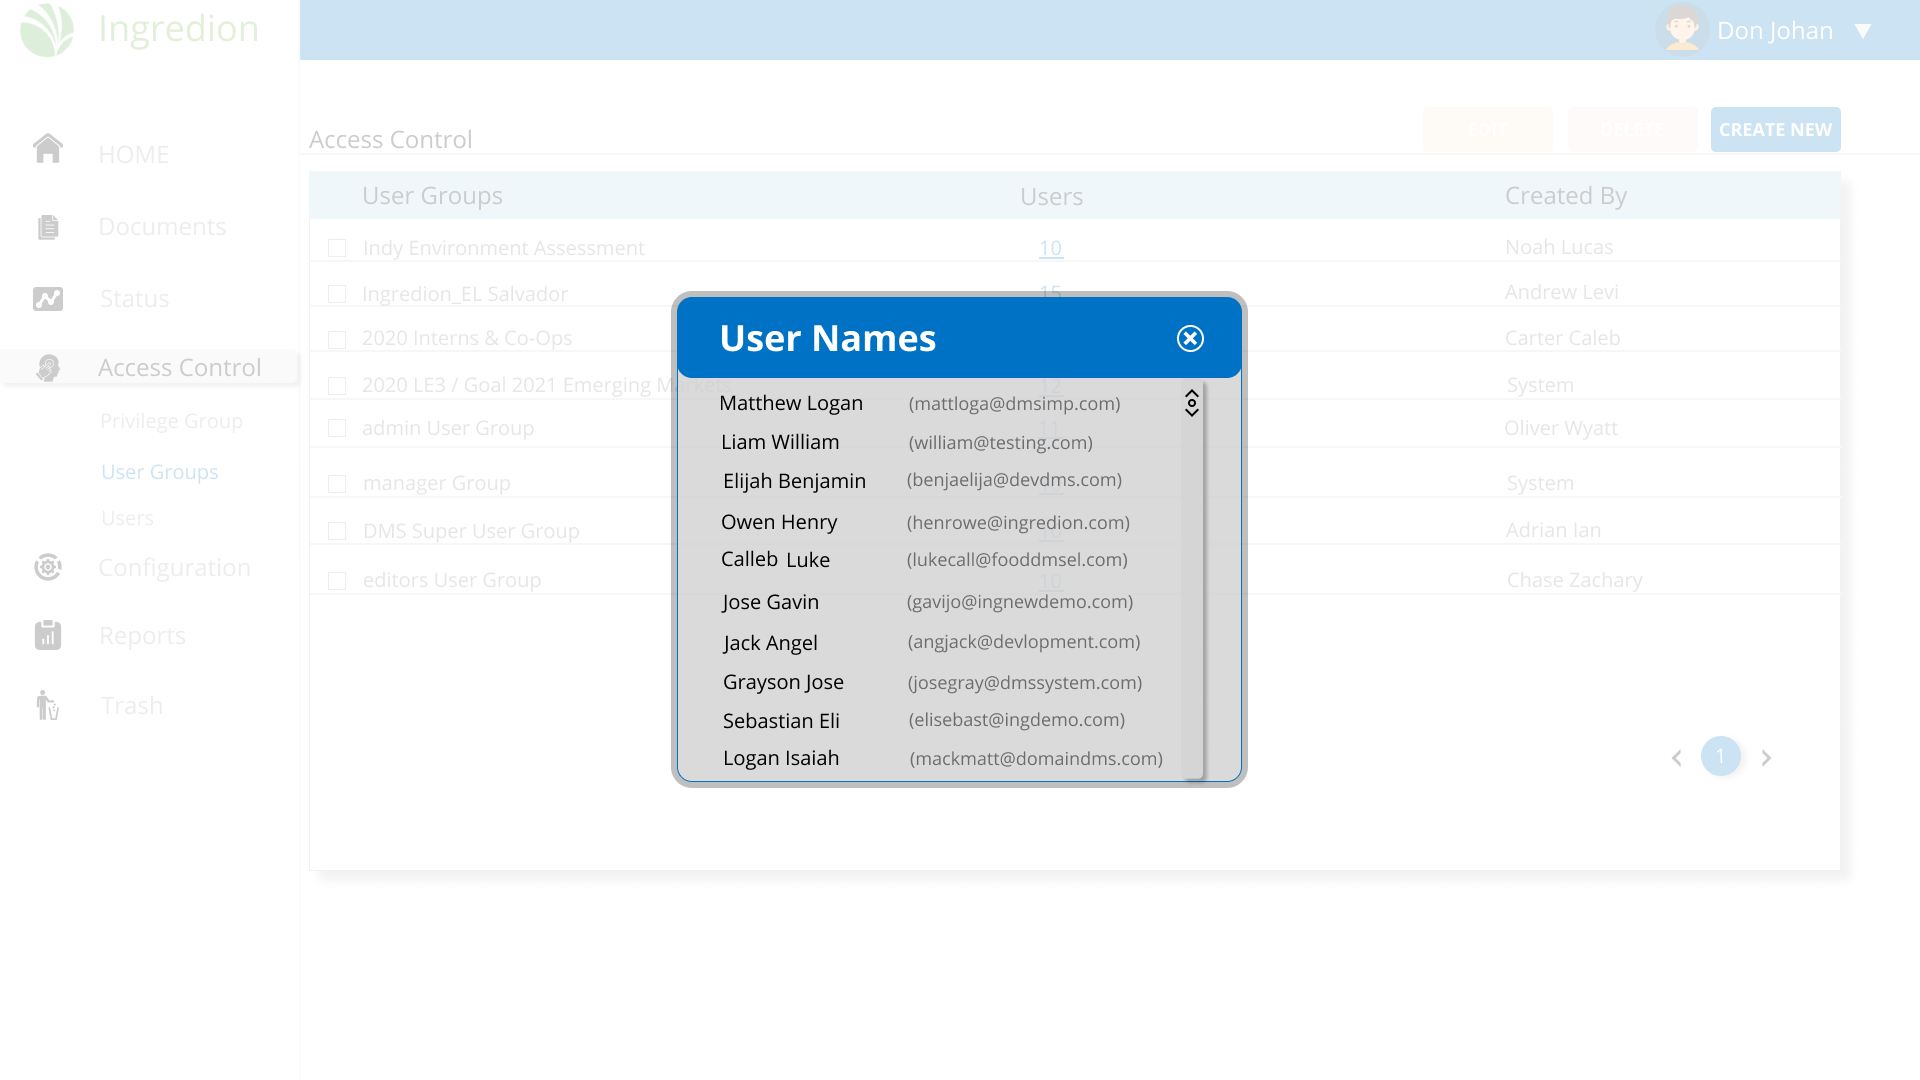 Ingredion
Don Johan ▼
HOME
Documents
Status
Access Control
Privilege Group
User Groups
Users
Configuration
Reports
Trash
Access Control
EDIT
DELETE
CREATE NEW
User Groups Users Created By
Indy Environment Assessment 10 Noah Lucas
Ingredion_EL Salvador 15 Andrew Levi
2020 Interns & Co-Ops Carter Caleb
2020 LE3 / Goal 2021 Emerging Markets 12 System
admin User Group 11 Oliver Wyatt
manager Group System
DMS Super User Group Adrian Ian
editors User Group 10 Chase Zachary
User Names
Matthew Logan (mattloga@dmsimp.com)
Liam William (william@testing.com)
Elijah Benjamin (benjaelija@devdms.com)
Owen Henry (henrowe@ingredion.com)
Calleb Luke (lukecall@fooddmsel.com)
Jose Gavin (gavijo@ingnewdemo.com)
Jack Angel (angjack@devlopment.com)
Grayson Jose (josegray@dmssystem.com)
Sebastian Eli (elisebast@ingdemo.com)
Logan Isaiah (mackmatt@domaindms.com)
1